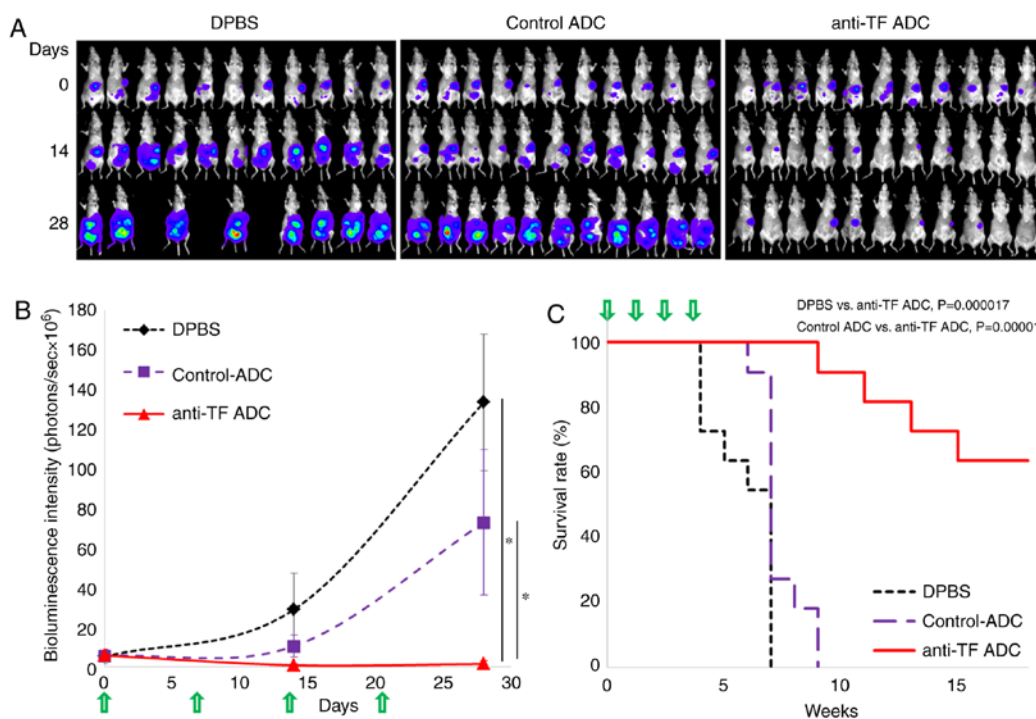 A
DPBS
Control ADC
anti-TF ADC
Days
0
14
28
B
Bioluminescence intensity (photons/sec×10⁶)
180
160
140
120
100
80
60
40
20
0
DPBS
Control-ADC
anti-TF ADC
*
*
0
5
10
15
20
25
30
Days
C
DPBS vs. anti-TF ADC, P=0.000017
Control ADC vs. anti-TF ADC, P=0.00001
Survival rate (%)
100
80
60
40
20
0
DPBS
Control-ADC
anti-TF ADC
0
5
10
15
Weeks